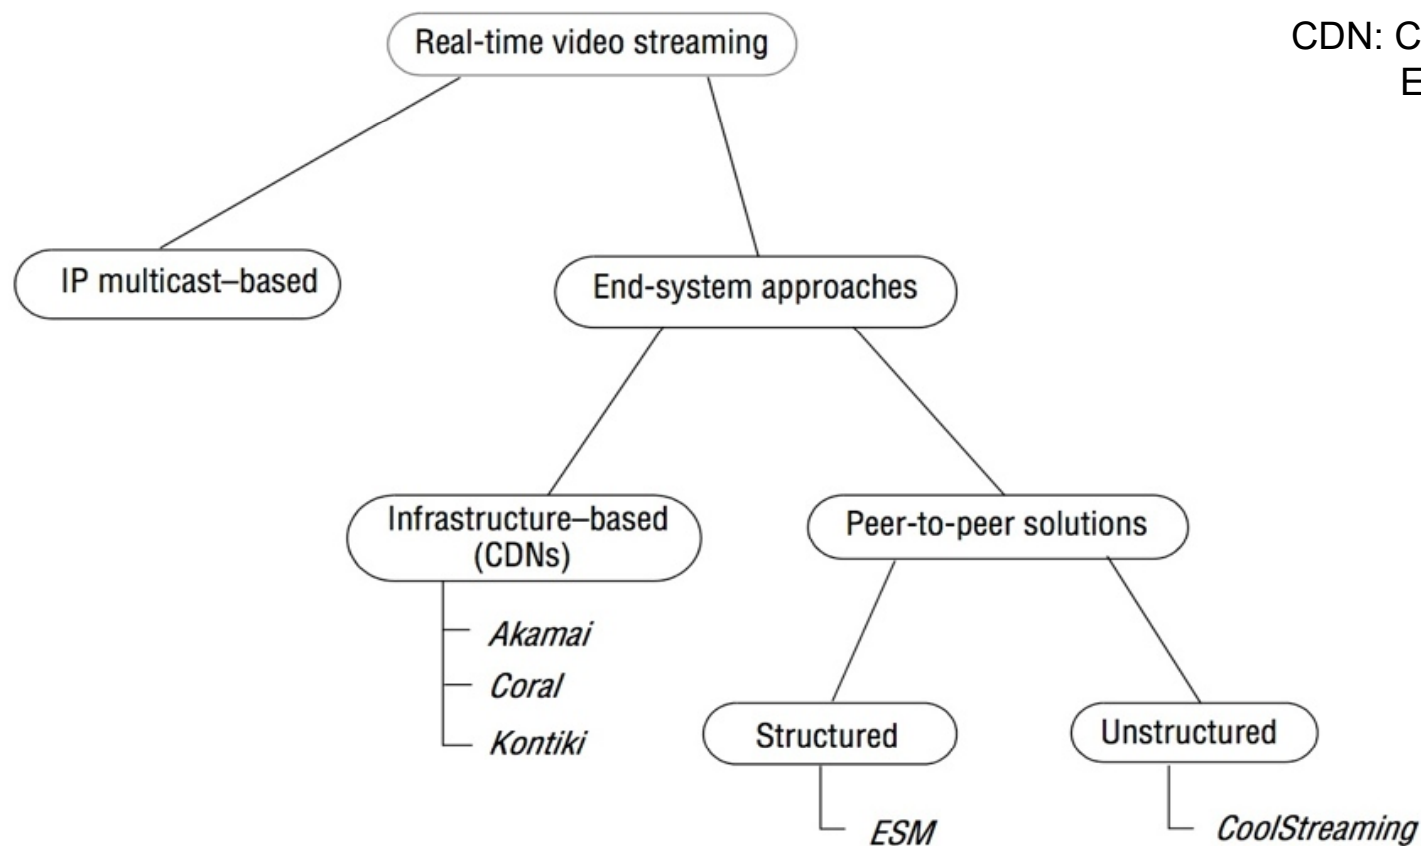 Real-time video streaming
CDN: C
E
IP multicast–based
End-system approaches
Infrastructure–based
(CDNs)
Peer-to-peer solutions
Akamai
Coral
Kontiki
Structured
Unstructured
ESM
CoolStreaming